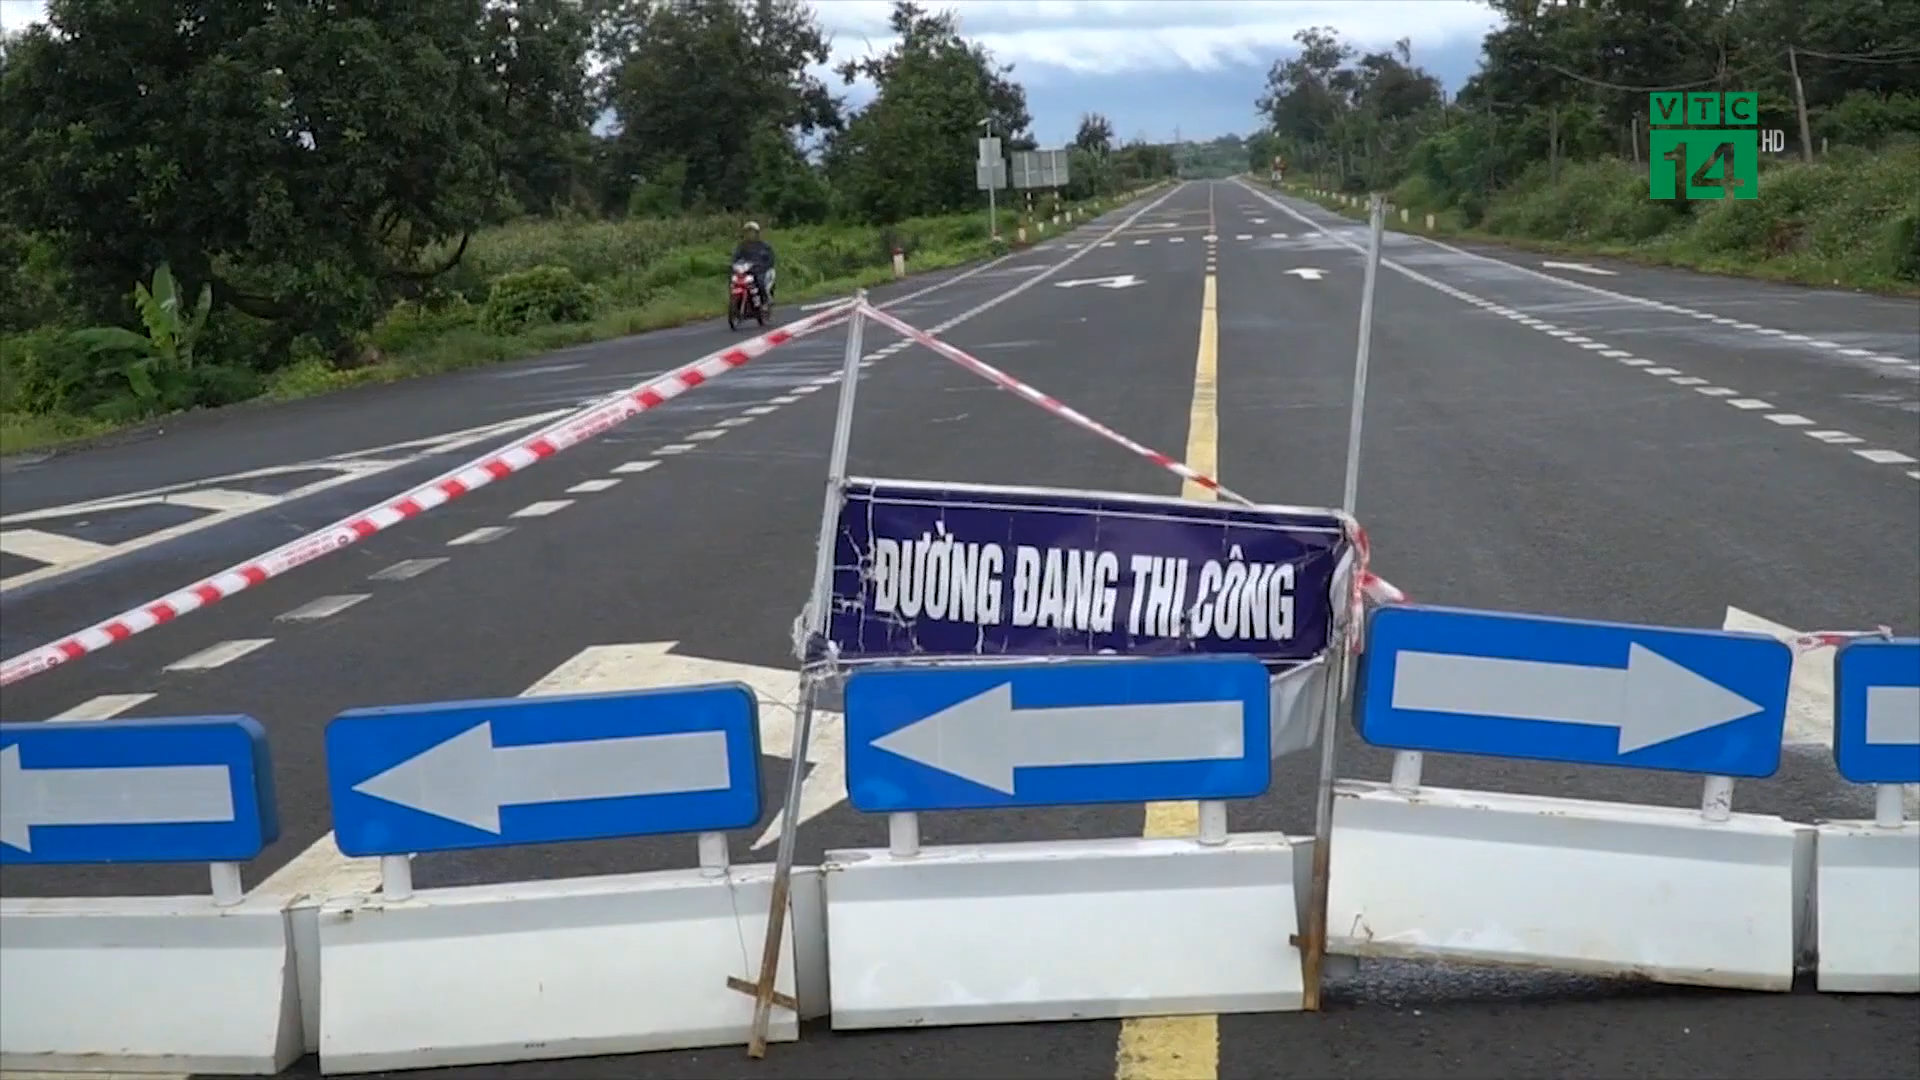 VTC
14 HD
ĐƯỜNG ĐANG THI CÔNG